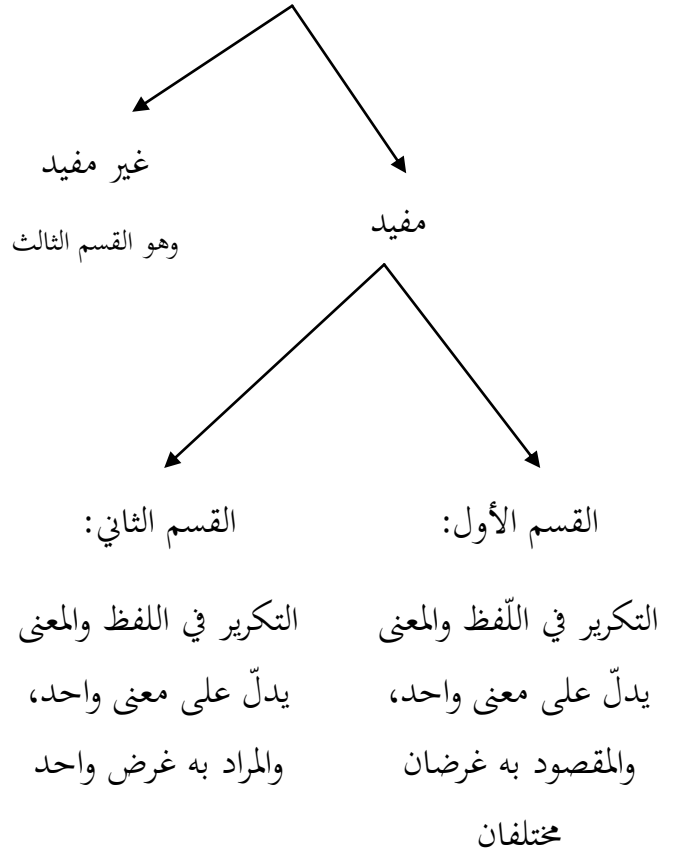 غير مفيد
وهو القسم الثالث
مفيد
القسم الأول:
التكرير في اللّفظ والمعنى
يدلّ على معنى واحد،
والمقصود به غرضان
مختلفان
القسم الثاني:
التكرير في اللفظ والمعنى
يدلّ على معنى واحد،
والمراد به غرض واحد